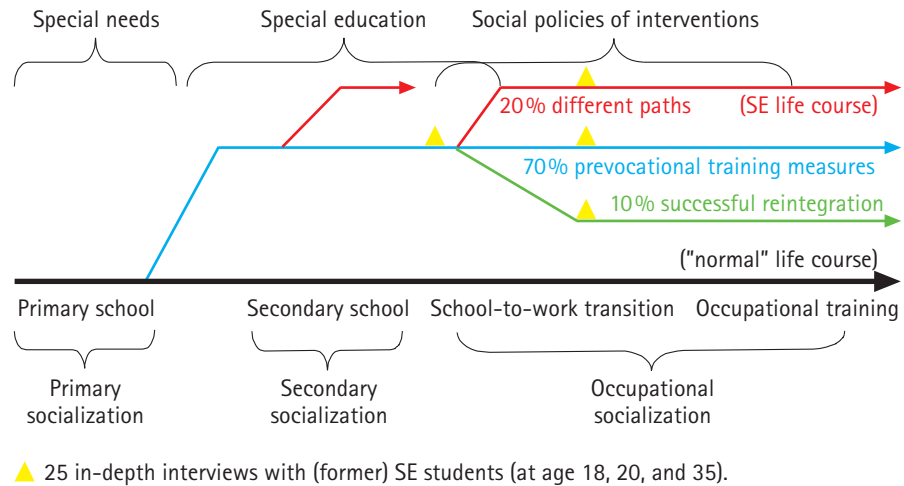 Special needs
Special education
Social policies of interventions
20% different paths
(SE life course)
70% prevocational training measures
10% successful reintegration
("normal" life course)
Primary school
Secondary school
School-to-work transition
Occupational training
Primary
socialization
Secondary
socialization
Occupational
socialization
25 in-depth interviews with (former) SE students (at age 18, 20, and 35).